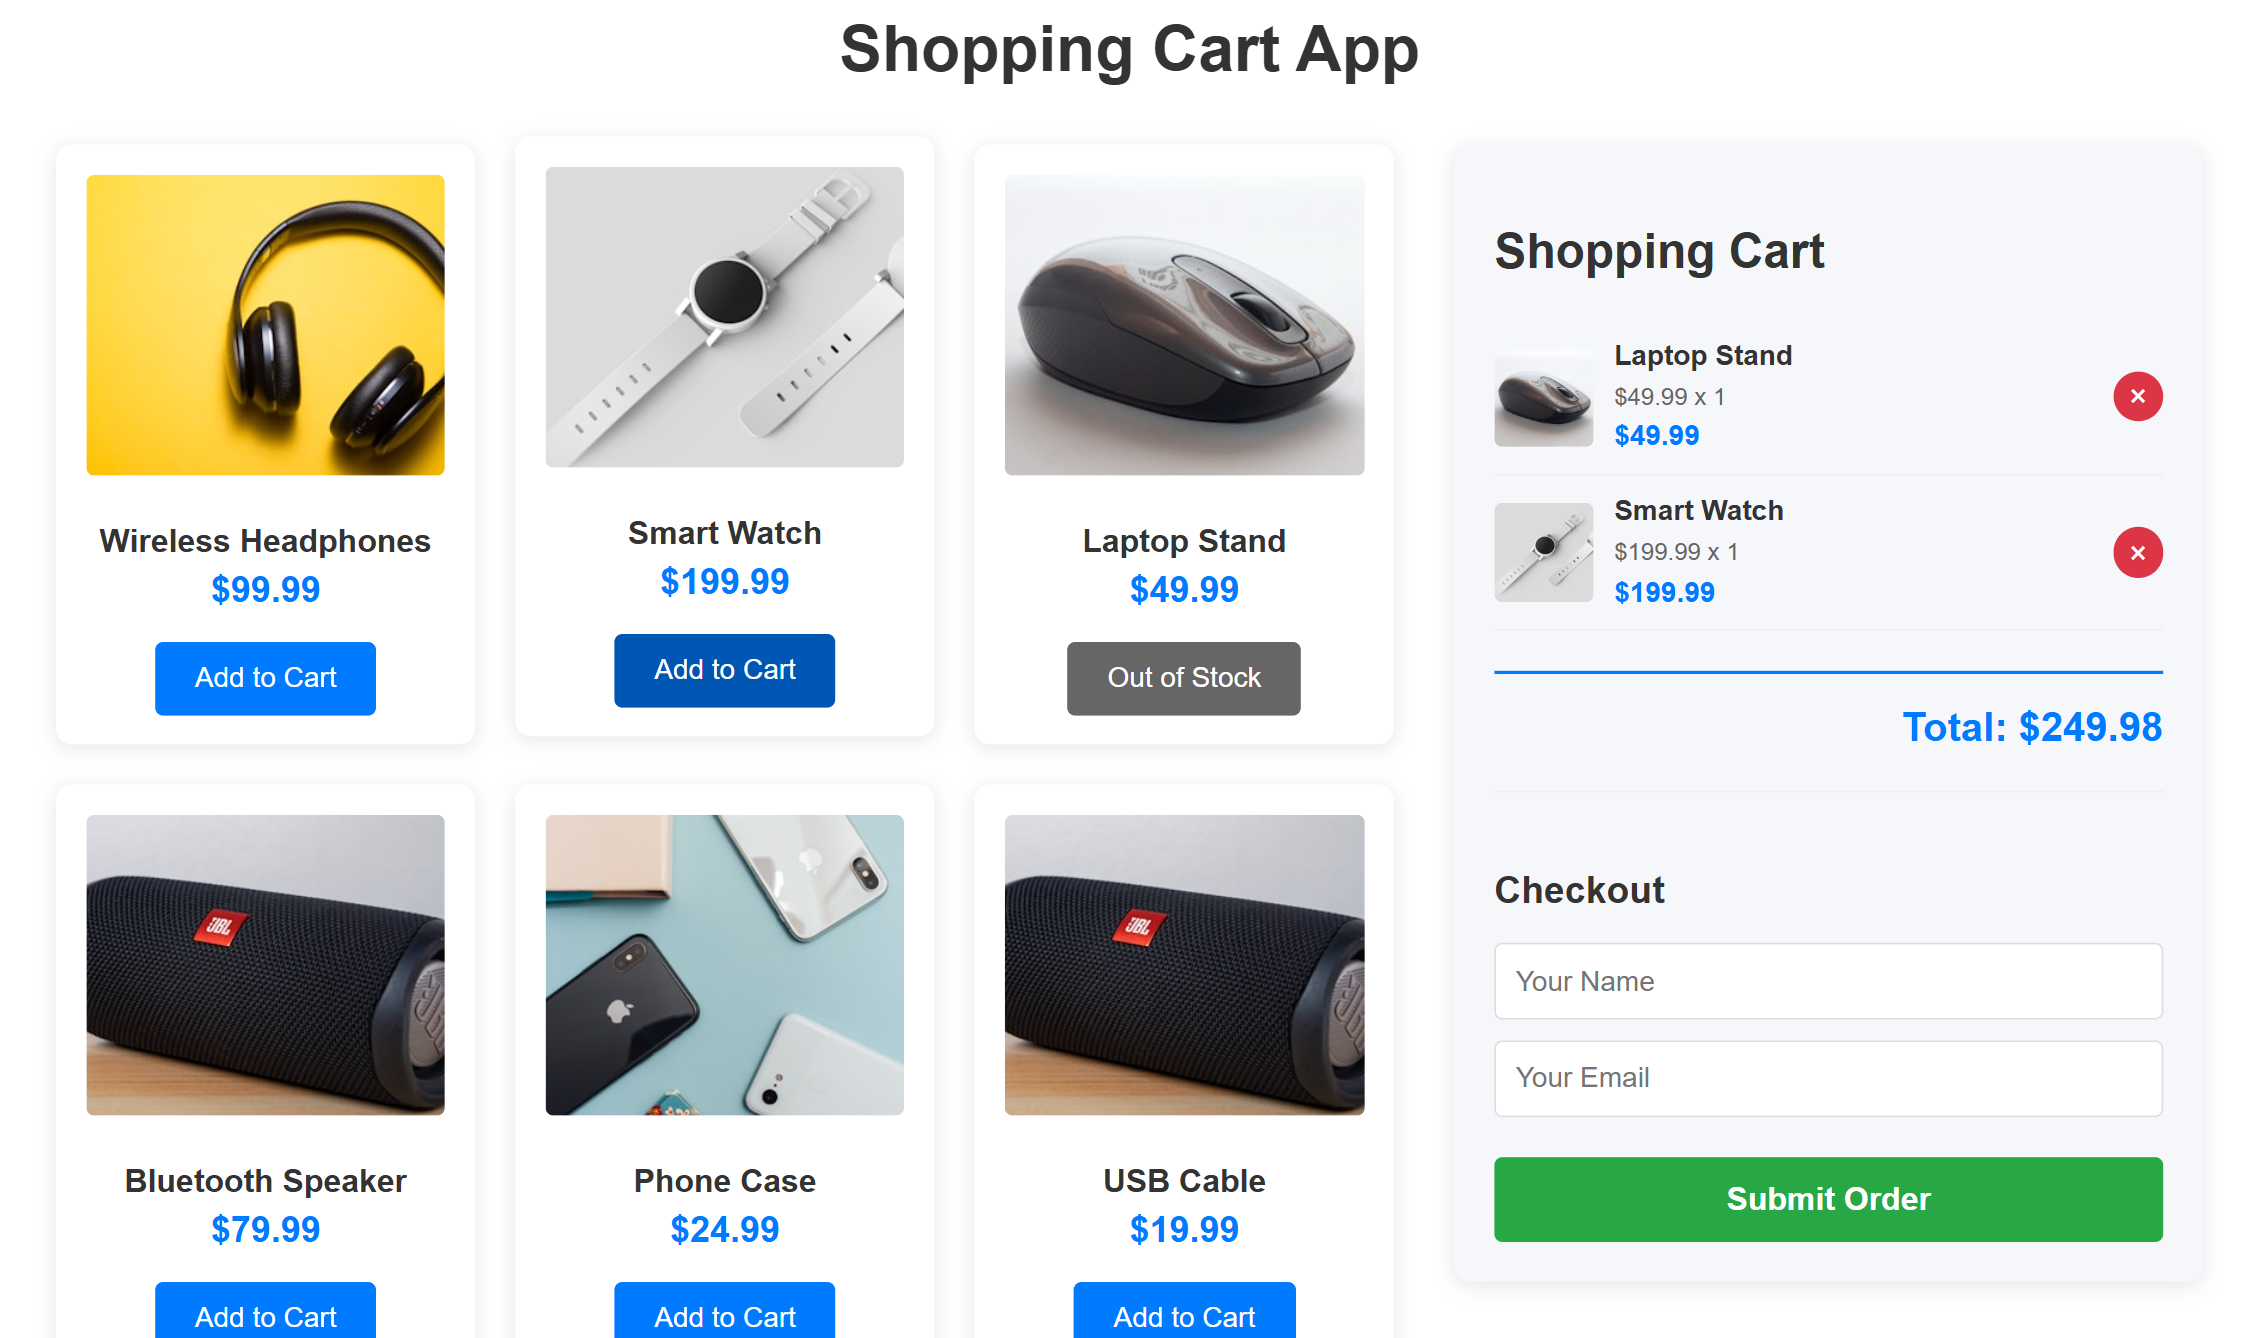 Shopping Cart App
Wireless Headphones
$99.99
Add to Cart
Smart Watch
$199.99
Add to Cart
Laptop Stand
$49.99
Out of Stock
JBL
Bluetooth Speaker
$79.99
Add to Cart
Phone Case
$24.99
Add to Cart
JBL
USB Cable
$19.99
Add to Cart
Shopping Cart
Laptop Stand
$49.99 x 1
$49.99
×
Smart Watch
$199.99 x 1
$199.99
×
Total: $249.98
Checkout
Your Name
Your Email
Submit Order